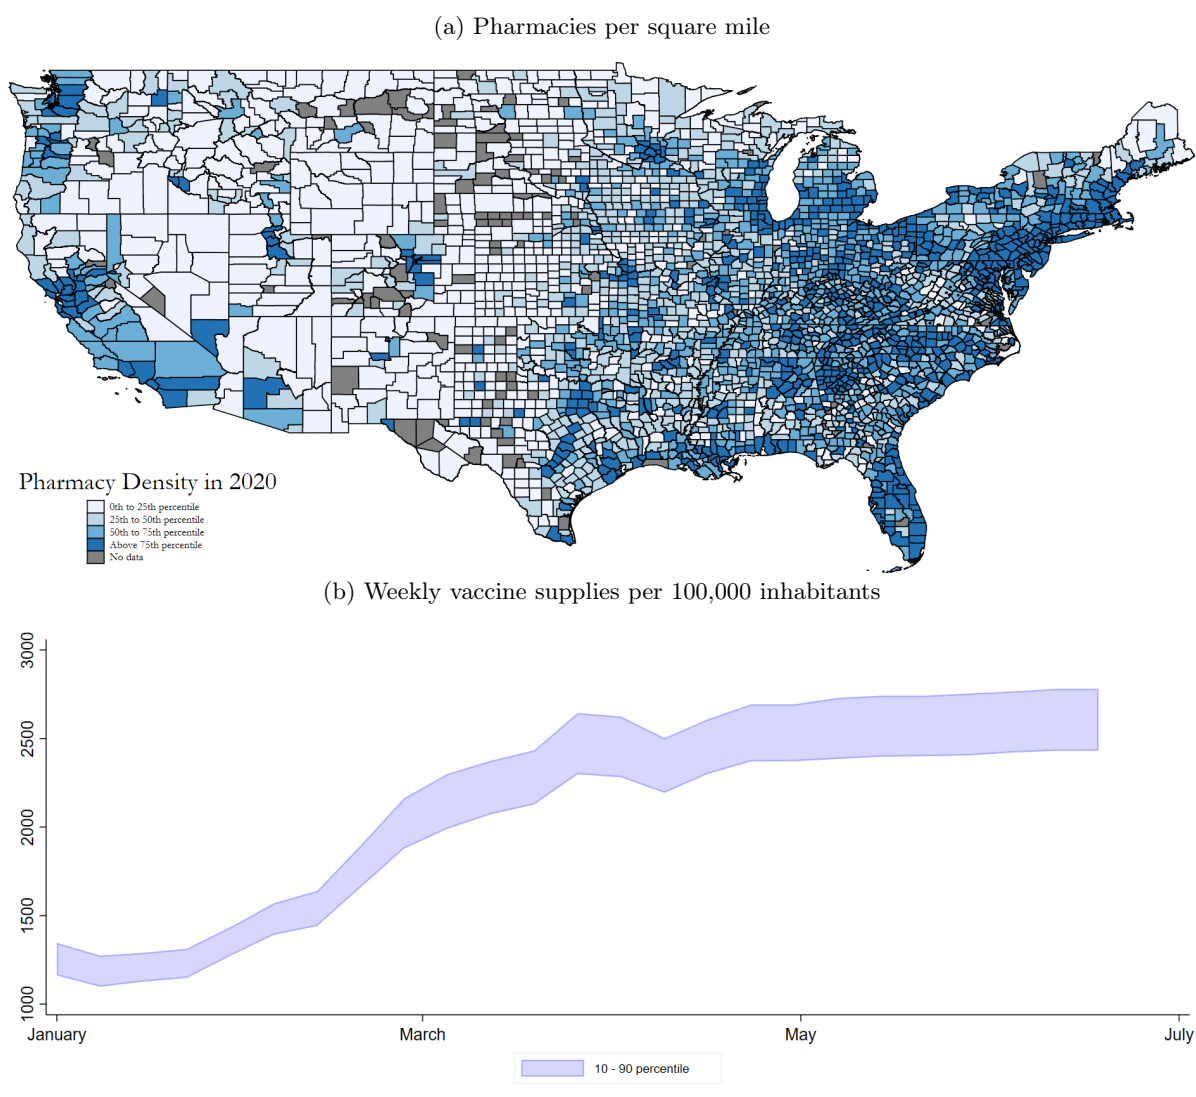 (a) Pharmacies per square mile
Pharmacy Density in 2020
0th to 25th percentile
25th to 50th percentile
50th to 75th percentile
Above 75th percentile
No data
(b) Weekly vaccine supplies per 100,000 inhabitants
3000
2500
2000
1500
1000
January March May July
10 - 90 percentile